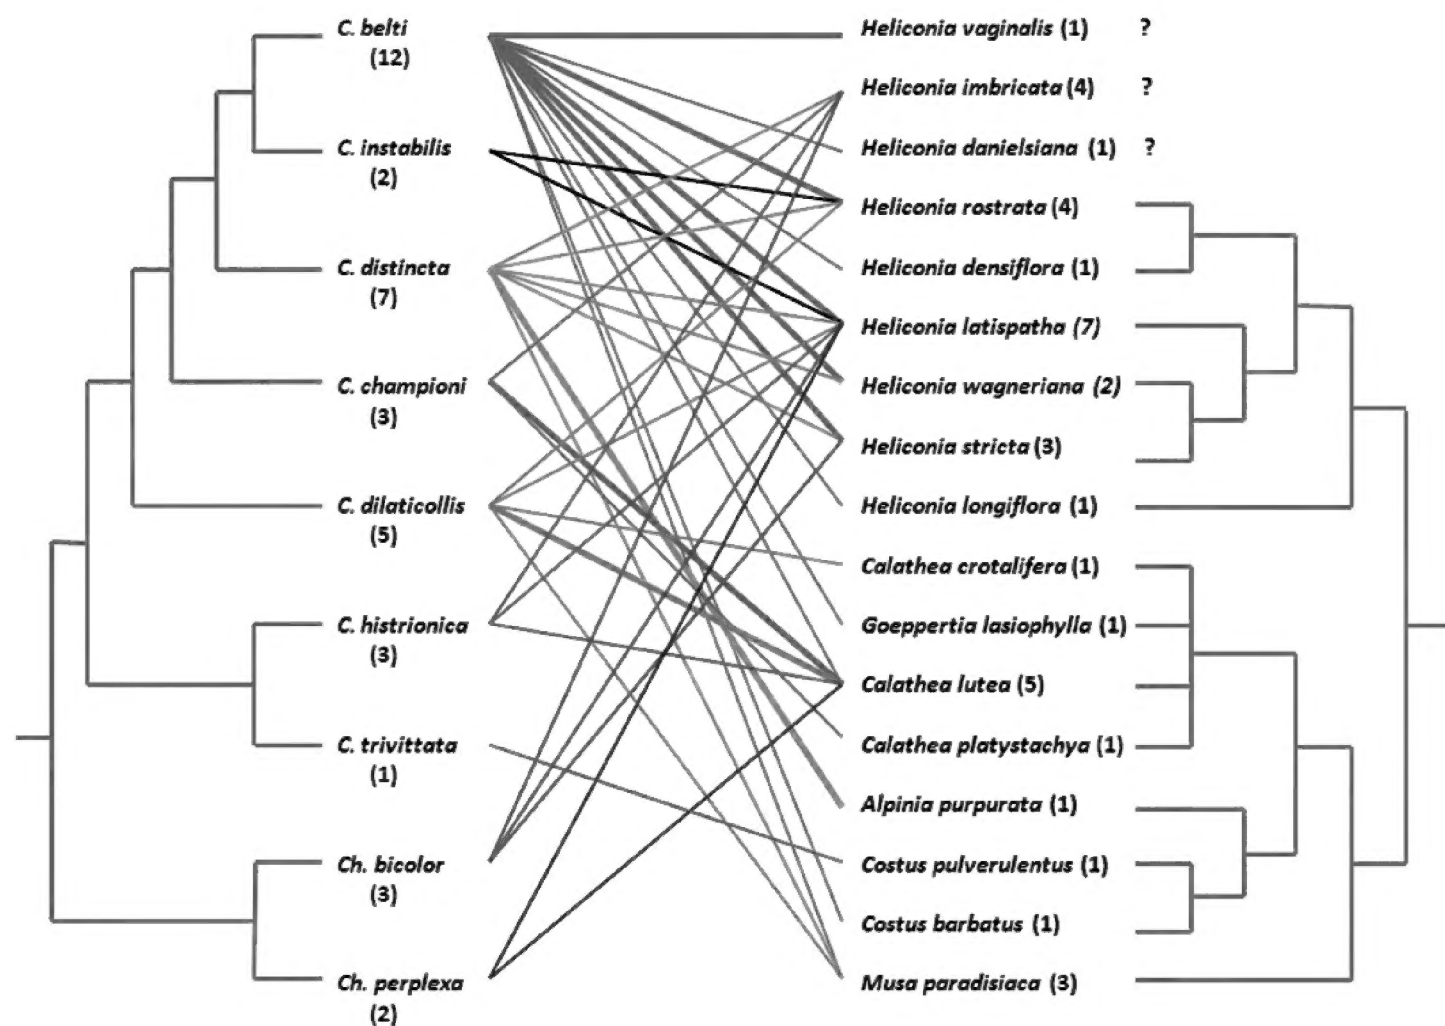 C. belti
(12)
C. instabilis
(2)
C. distincta
(7)
C. championi
(3)
C. dilaticollis
(5)
C. histrionica
(3)
C. trivittata
(1)
Ch. bicolor
(3)
Ch. perplexa
(2)
Heliconia vaginalis (1) ?
Heliconia imbricata (4) ?
Heliconia danielsiana (1) ?
Heliconia rostrata (4)
Heliconia densiflora (1)
Heliconia latispatha (7)
Heliconia wagneriana (2)
Heliconia stricta (3)
Heliconia longiflora (1)
Calathea crotalifera (1)
Goeppertia lasiophylla (1)
Calathea lutea (5)
Calathea platystachya (1)
Alpinia purpurata (1)
Costus pulverulentus (1)
Costus barbatus (1)
Musa paradisiaca (3)